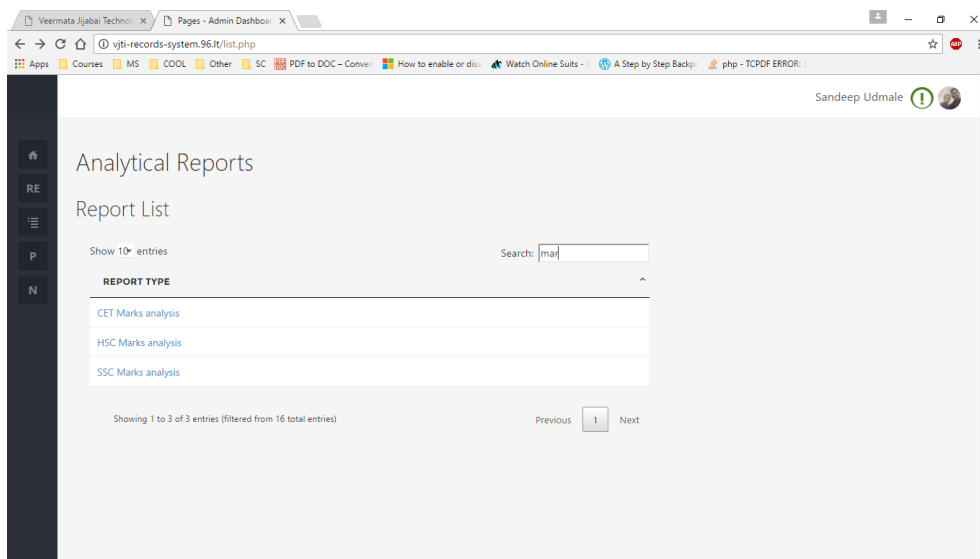 Veermata Jijabai Technol
Pages - Admin Dashboar
vjti-records-system.96.lt/list.php
ABP
Apps Courses MS COOL Other SC PDF to DOC – Conver How to enable or disa Watch Online Suits - A Step by Step Backp php - TCPDF ERROR:
Sandeep Udmale
Analytical Reports
RE
Report List
Show 10 entries Search: mar
P
REPORT TYPE
N
CET Marks analysis
HSC Marks analysis
SSC Marks analysis
Showing 1 to 3 of 3 entries (filtered from 16 total entries) Previous 1 Next